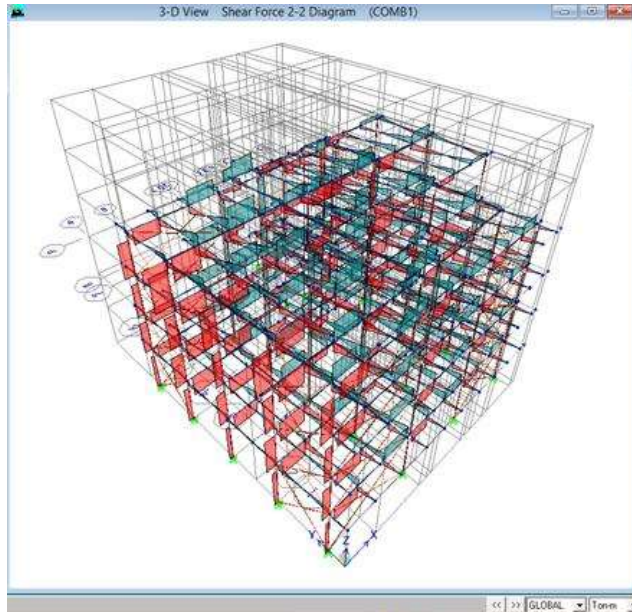 3-D View Shear Force 2-2 Diagram (COMB1)
Z
Y X
<< >> GLOBAL Ton-m